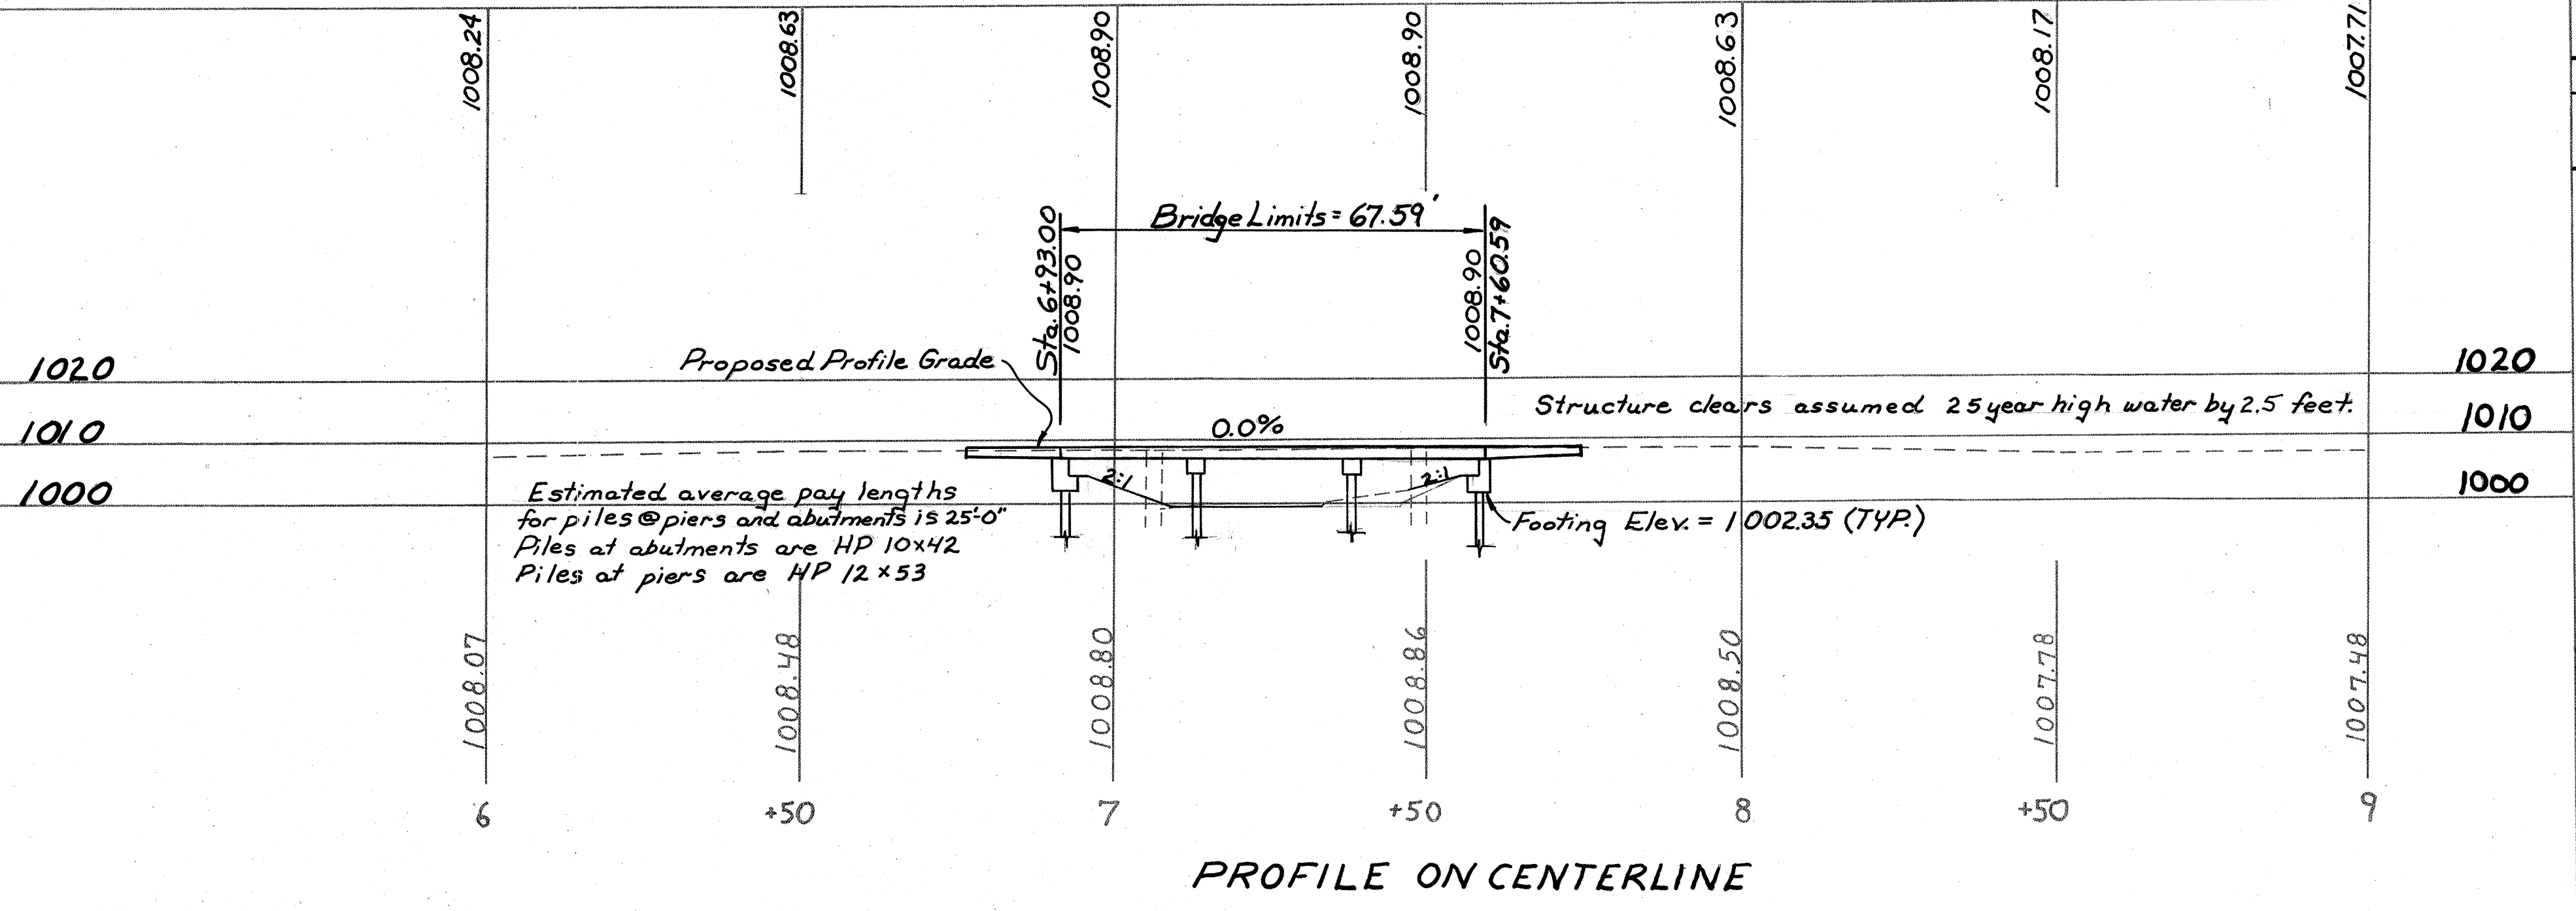 1008.24
1008.63
1008.90
1008.90
1008.63
1008.17
1007.71
Bridge Limits = 67.59'
Sta. 6+93.00
1008.90
1008.90
Sta. 7+60.59
Proposed Profile Grade
1020
1020
Structure clears assumed 25 year high water by 2.5 feet.
1010
0.0%
1010
1000
2:1
2:1
1000
Estimated average pay lengths
for piles @ piers and abutments is 25'-0"
Piles at abutments are HP 10x42
Piles at piers are HP 12x53
Footing Elev. = 1002.35 (TYP.)
1008.07
1008.48
1008.80
1008.86
1008.50
1007.78
1007.48
6
+50
7
+50
8
+50
9
PROFILE ON CENTERLINE